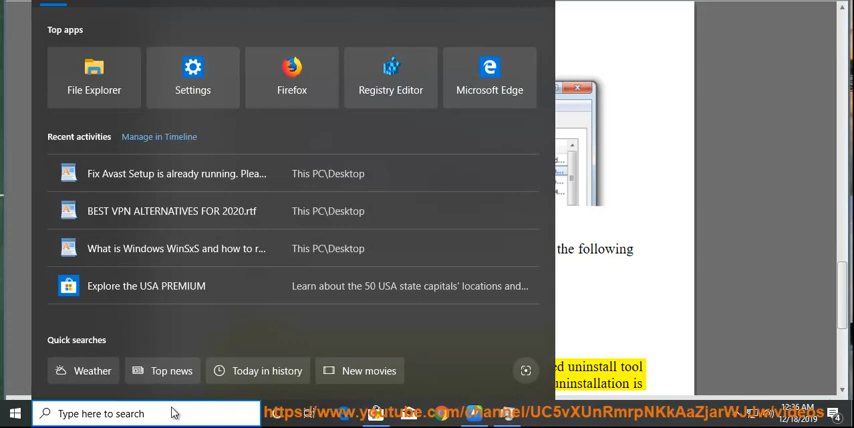 Top apps
File Explorer
Settings
Firefox
Registry Editor
Microsoft Edge
Recent activities Manage in Timeline
Fix Avast Setup is already running. Plea... This PC\Desktop
BEST VPN ALTERNATIVES FOR 2020.rtf This PC\Desktop
What is Windows WinSxS and how to r... This PC\Desktop
Explore the USA PREMIUM Learn about the 50 USA state capitals' locations and...
the following
Quick searches
Weather
Top news
Today in history
New movies
ed uninstall tool
uninstallation is
Type here to search
12:36 AM
12/18/2019
4